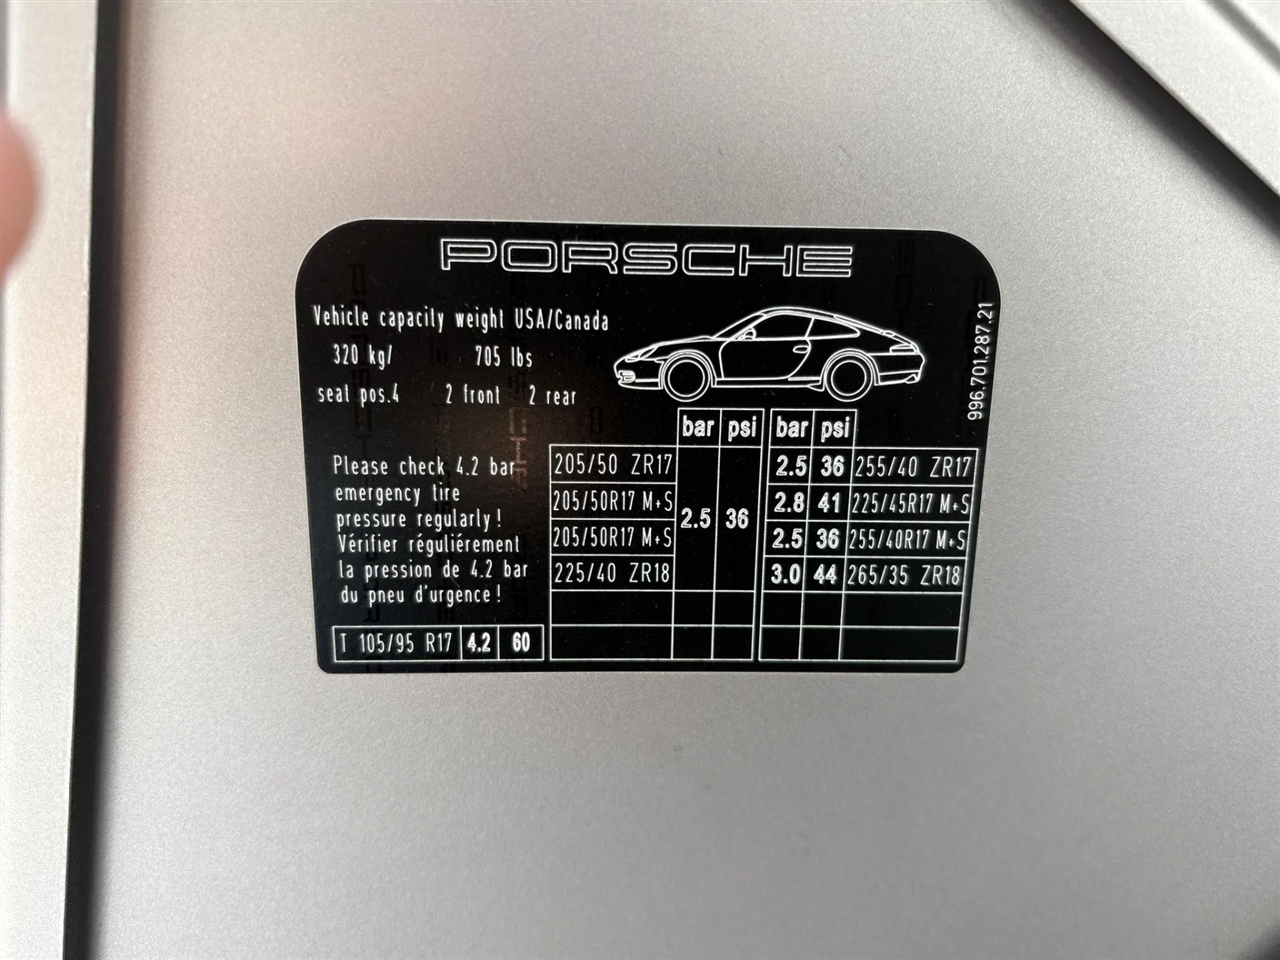 PORSCHE
Vehicle capacity weight USA/Canada
320 kg/ 705 lbs
seat pos.4 2 front 2 rear
996.701.287.21
bar psi bar psi
Please check 4.2 bar
emergency tire
pressure regularly!
Vérifier réguliérement
la pression de 4.2 bar
du pneu d'urgence!
T 105/95 R17 4.2 60
205/50 ZR17 2.5 36 255/40 ZR17
205/50R17 M+S 2.8 41 225/45R17 M+S
2.5 36
205/50R17 M+S 2.5 36 255/40R17 M+S
225/40 ZR18 3.0 44 265/35 ZR18